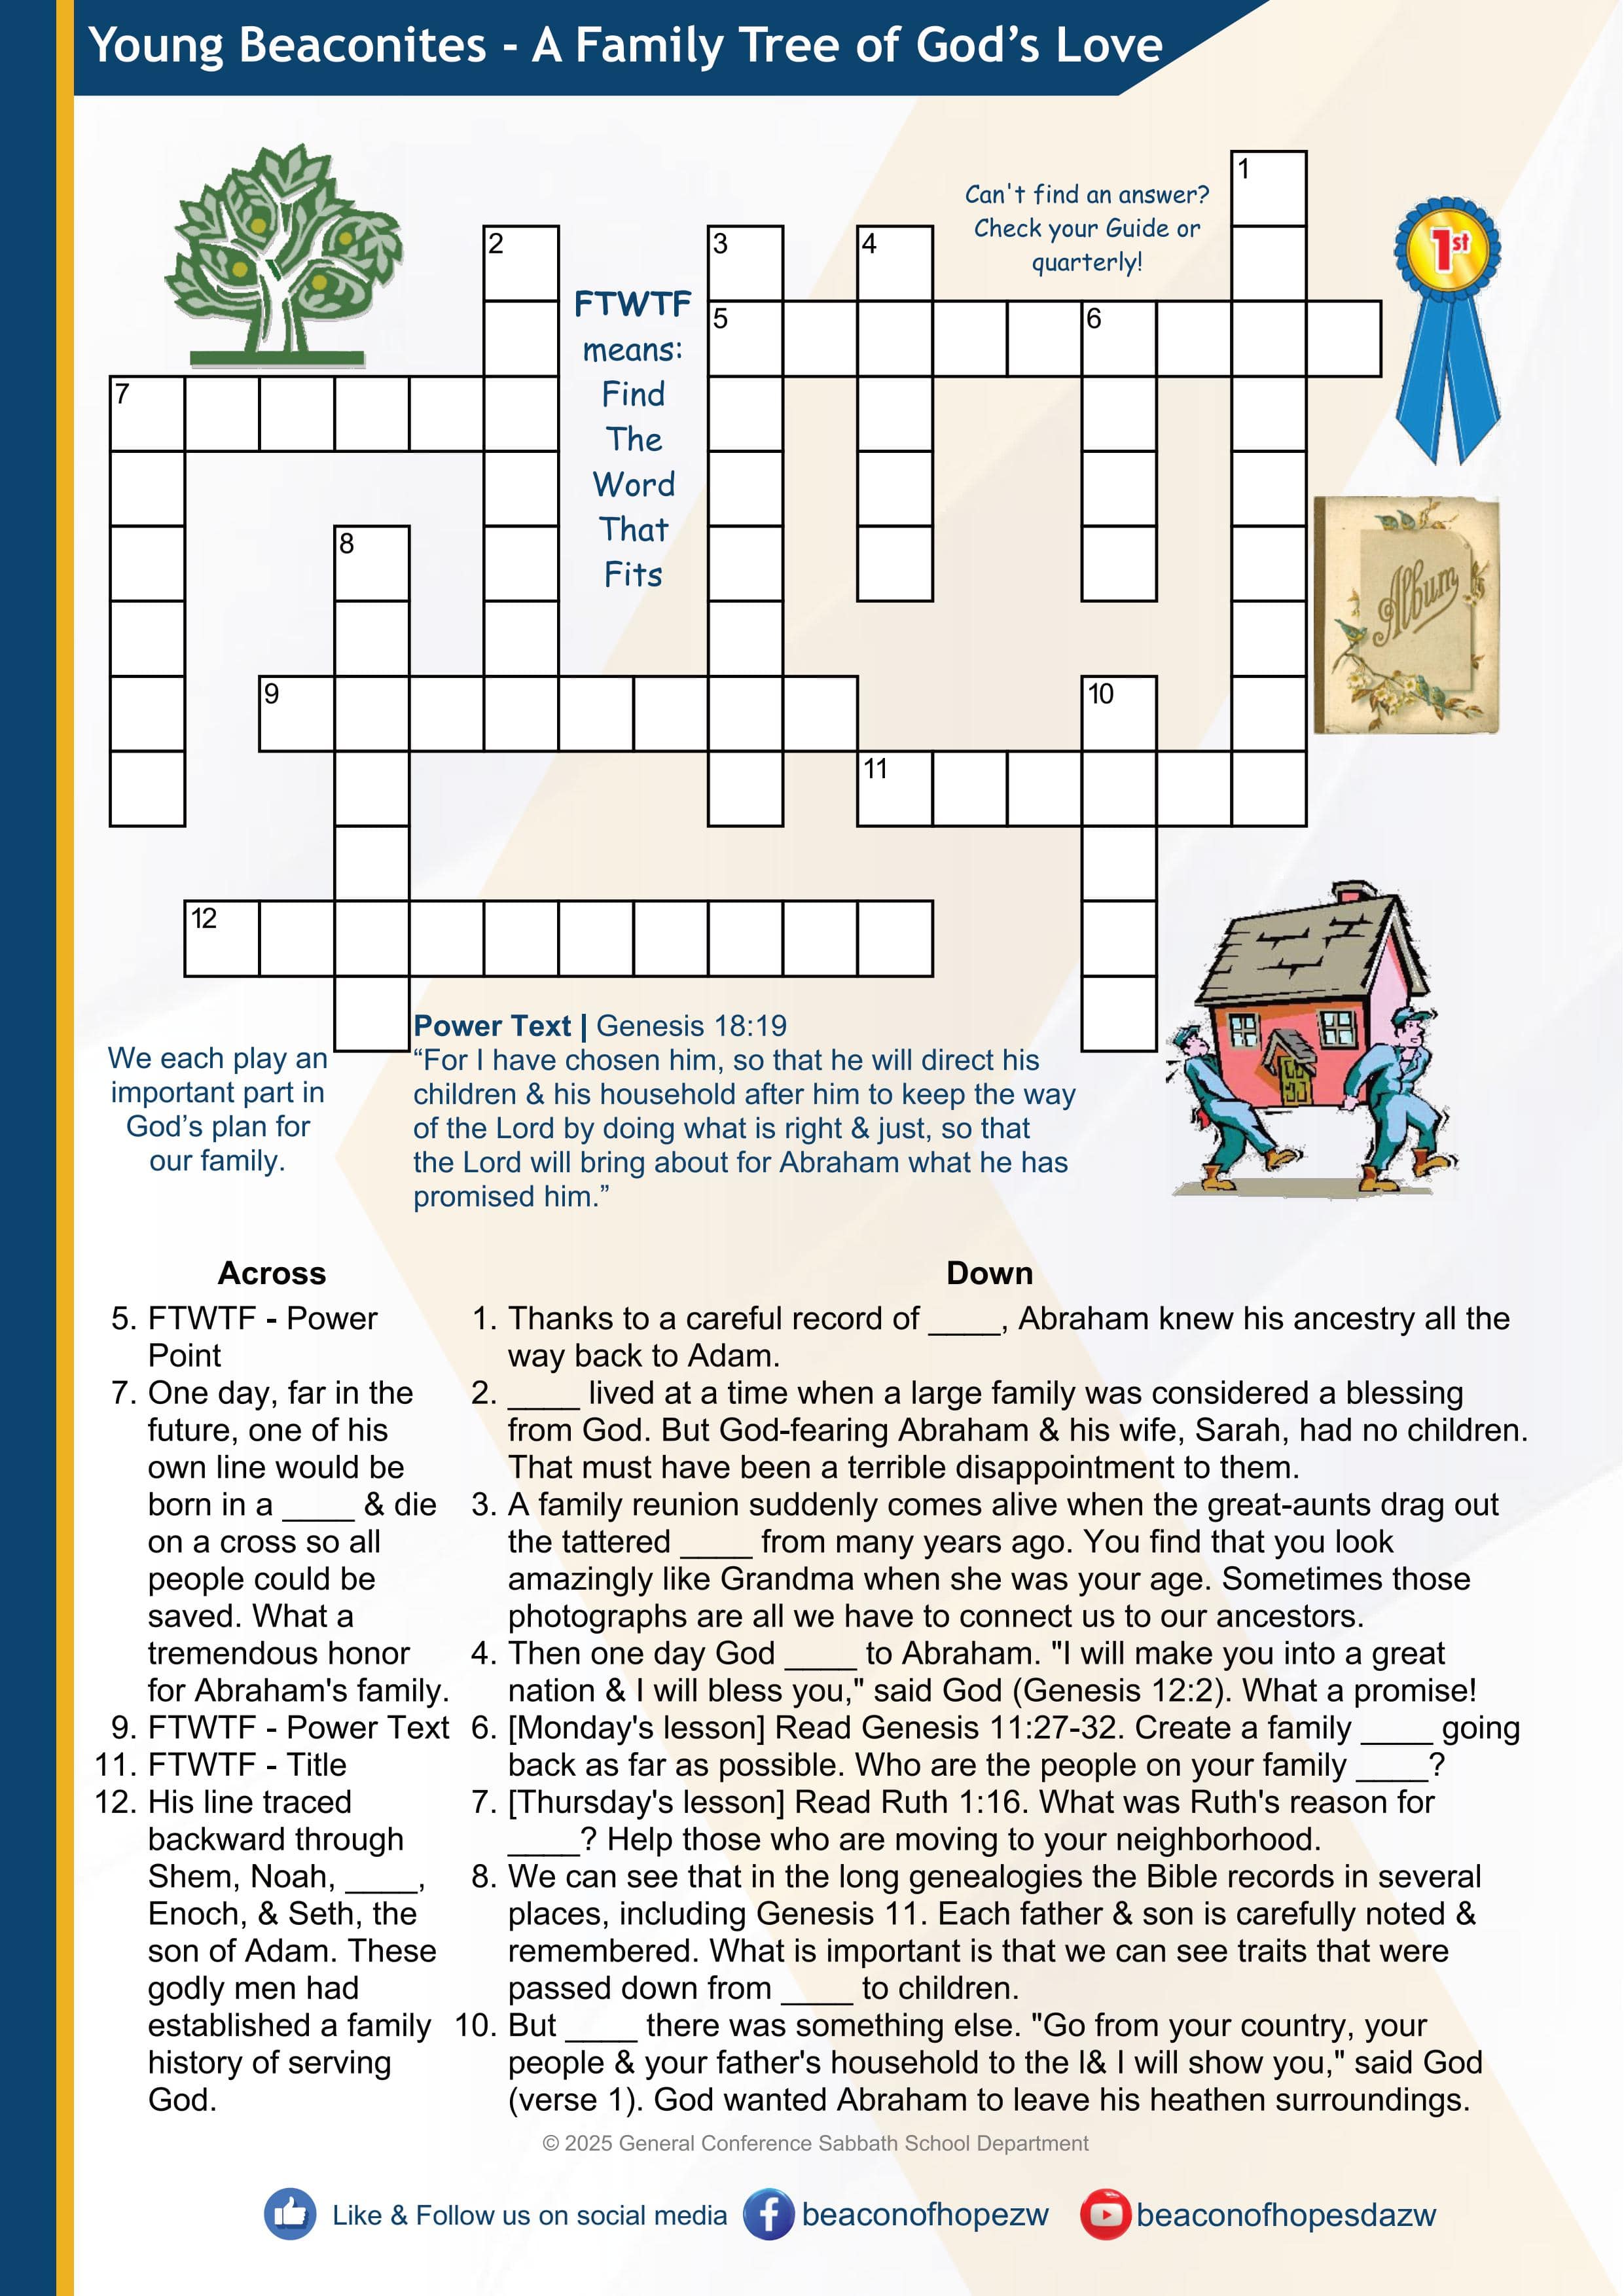 Young Beaconites - A Family Tree of God's Love
1
Can't find an answer?
Check your Guide or
quarterly!
1st
2
3
4
FTWTF
means:
Find
The
Word
That
Fits
5
6
7
8
Album
9
10
11
12
Power Text | Genesis 18:19
“For I have chosen him, so that he will direct his
children & his household after him to keep the way
of the Lord by doing what is right & just, so that
the Lord will bring about for Abraham what he has
promised him.”
We each play an
important part in
God’s plan for
our family.
Across
5. FTWTF - Power
Point
7. One day, far in the
future, one of his
own line would be
born in a ____ & die
on a cross so all
people could be
saved. What a
tremendous honor
for Abraham's family.
9. FTWTF - Power Text
11. FTWTF - Title
12. His line traced
backward through
Shem, Noah, ____,
Enoch, & Seth, the
son of Adam. These
godly men had
established a family
history of serving
God.
Down
1. Thanks to a careful record of ____, Abraham knew his ancestry all the
way back to Adam.
2. ____ lived at a time when a large family was considered a blessing
from God. But God-fearing Abraham & his wife, Sarah, had no children.
That must have been a terrible disappointment to them.
3. A family reunion suddenly comes alive when the great-aunts drag out
the tattered ____ from many years ago. You find that you look
amazingly like Grandma when she was your age. Sometimes those
photographs are all we have to connect us to our ancestors.
4. Then one day God ____ to Abraham. "I will make you into a great
nation & I will bless you," said God (Genesis 12:2). What a promise!
6. [Monday's lesson] Read Genesis 11:27-32. Create a family ____ going
back as far as possible. Who are the people on your family ____?
7. [Thursday's lesson] Read Ruth 1:16. What was Ruth's reason for
____? Help those who are moving to your neighborhood.
8. We can see that in the long genealogies the Bible records in several
places, including Genesis 11. Each father & son is carefully noted &
remembered. What is important is that we can see traits that were
passed down from ____ to children.
10. But ____ there was something else. "Go from your country, your
people & your father's household to the l& I will show you," said God
(verse 1). God wanted Abraham to leave his heathen surroundings.
© 2025 General Conference Sabbath School Department
Like & Follow us on social media
beaconofhopezw
beaconofhopesdazw